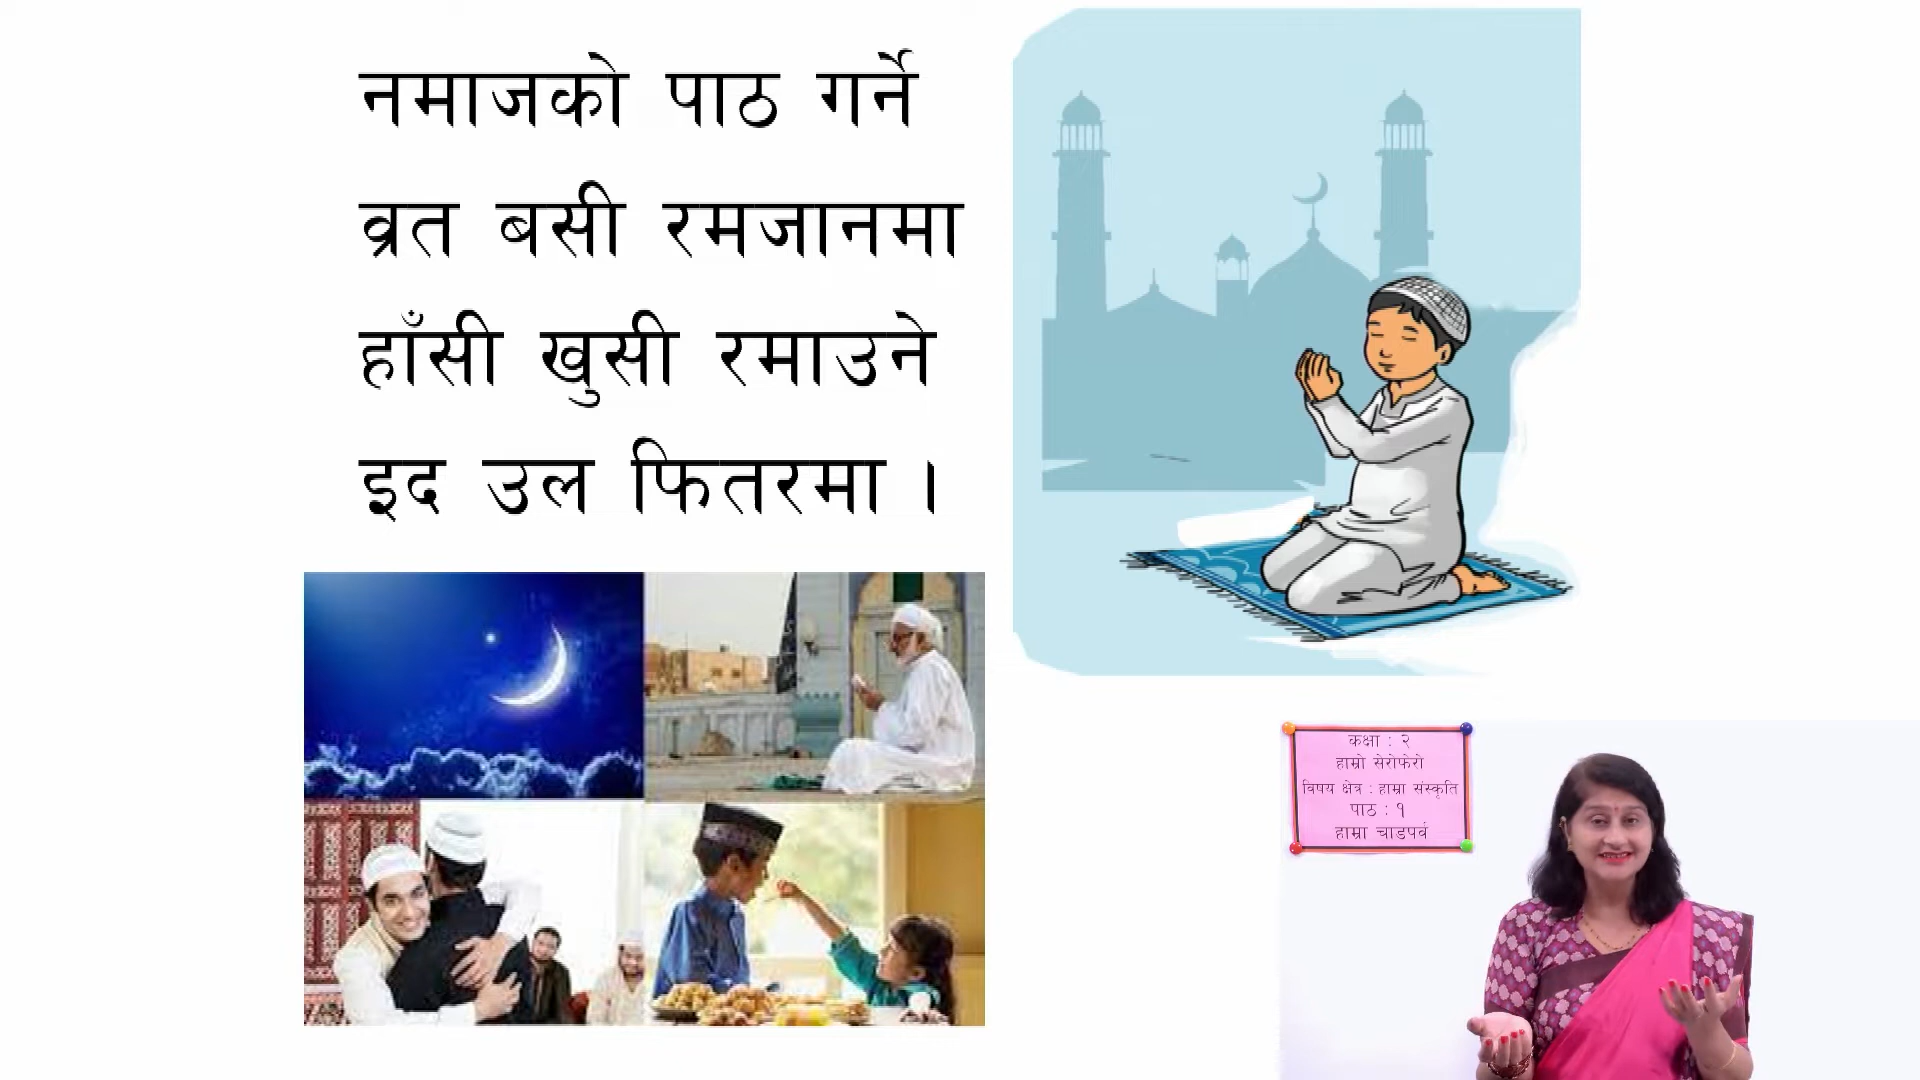 नमाजको पाठ गर्ने
व्रत बसी रमजानमा
हाँसी खुसी रमाउने
इद उल फितरमा ।
कक्षा : २
हाम्रो सेरोफेरो
विषय क्षेत्र : हाम्रा संस्कृति
पाठ : १
हाम्रा चाडपर्व